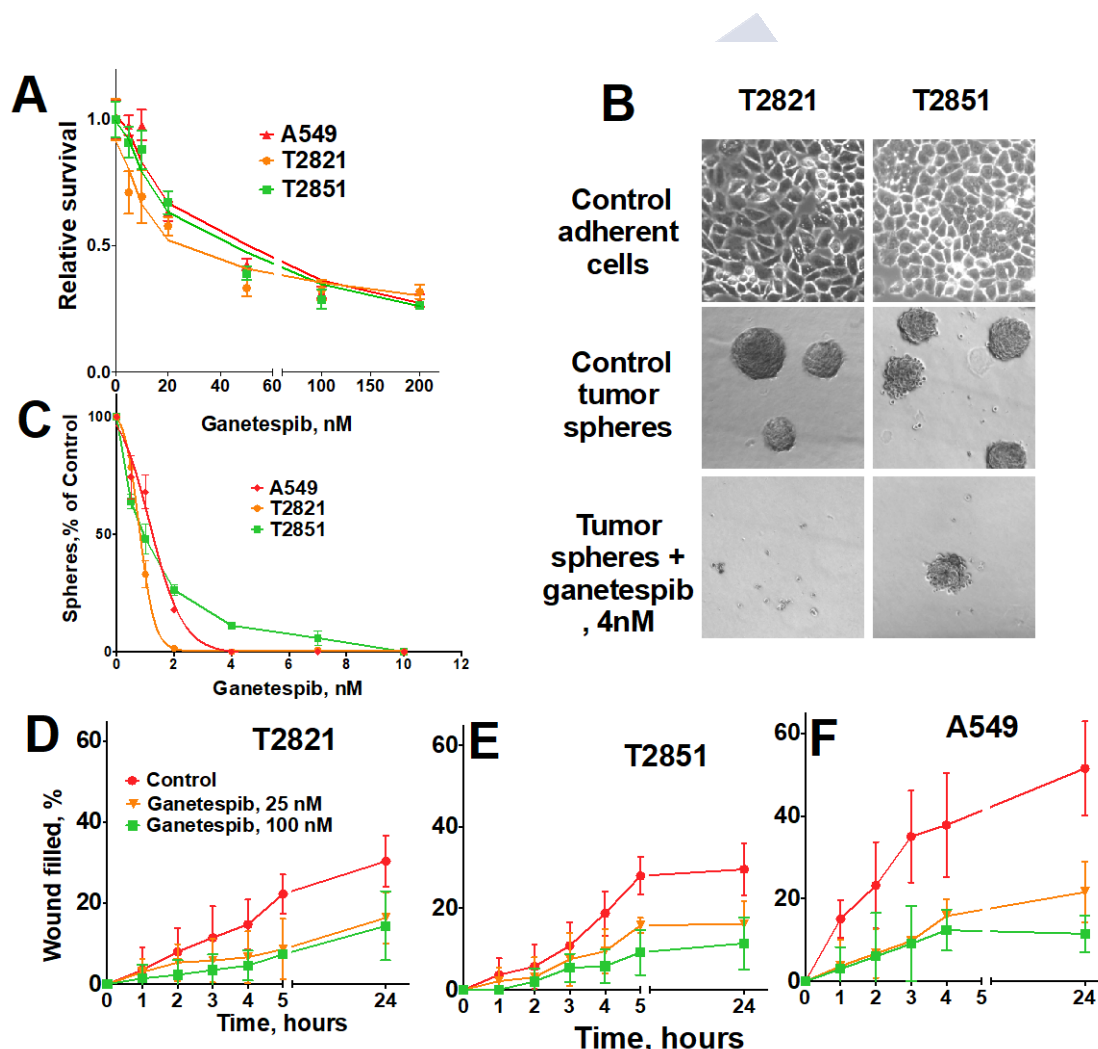 A
Relative survival
1.0
0.5
0.0
A549
T2821
T2851
0 20 40 60 100 150 200
Ganetespib, nM
B
T2821 T2851
Control
adherent
cells
Control
tumor
spheres
Tumor
spheres +
ganetespib
, 4nM
C
Spheres,% of Control
100
50
0
A549
T2821
T2851
0 2 4 6 8 10 12
Ganetespib, nM
D
T2821
Wound filled, %
60
40
20
0
Control
Ganetespib, 25 nM
Ganetespib, 100 nM
0 1 2 3 4 5 24
Time, hours
E
T2851
60
40
20
0
0 1 2 3 4 5 24
Time, hours
F
A549
60
40
20
0
0 1 2 3 4 5 24